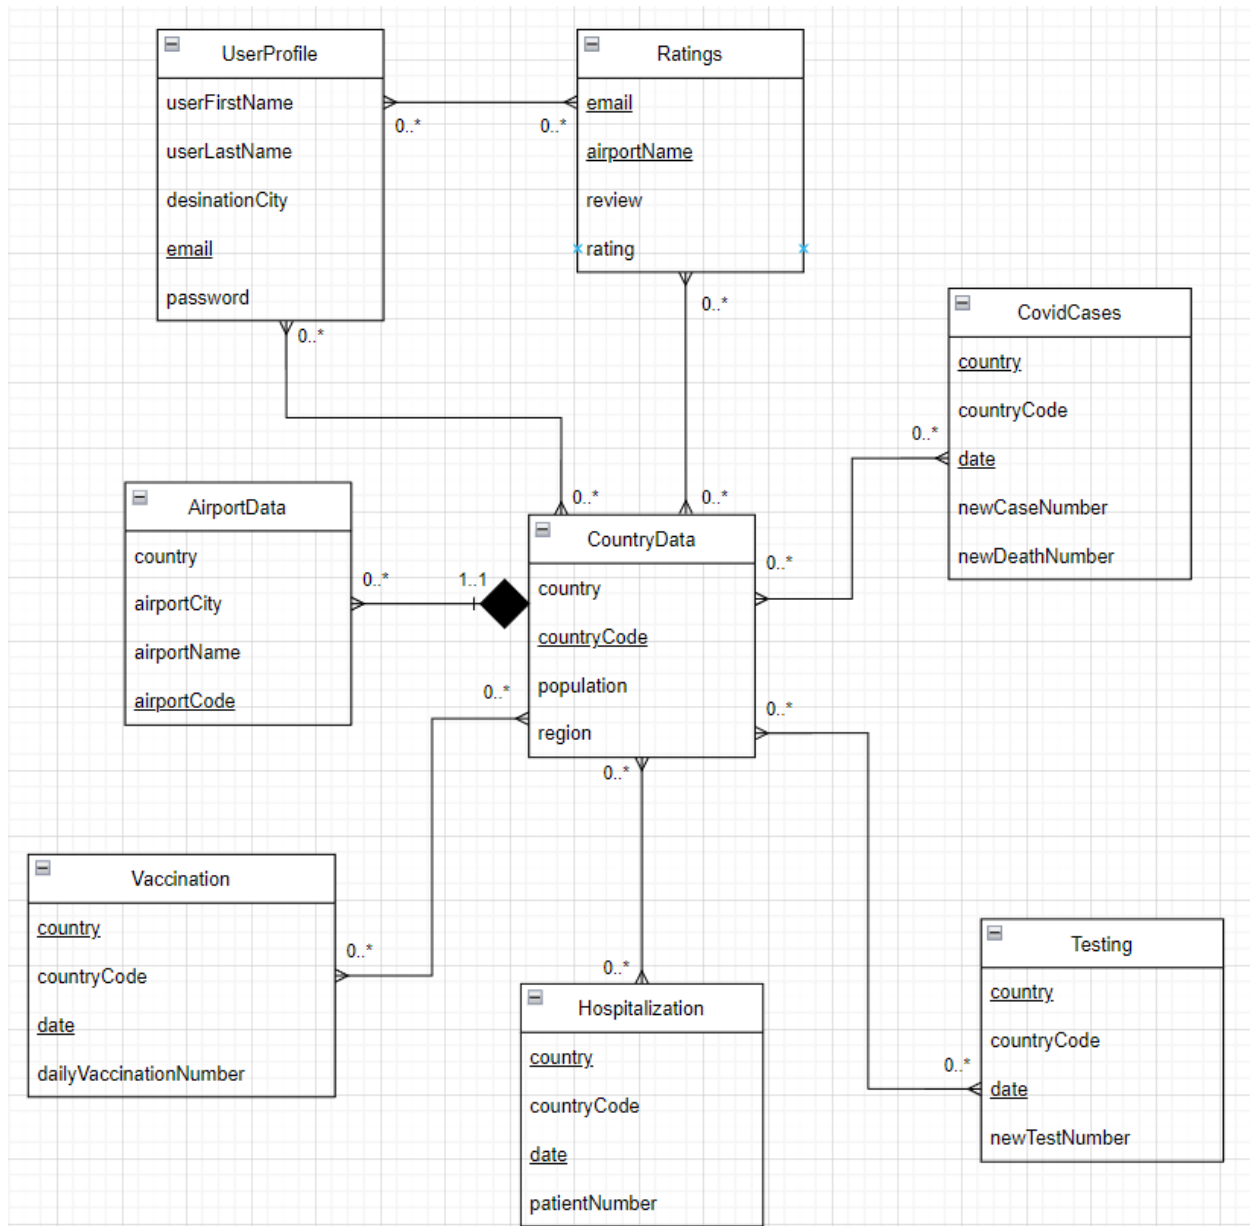 UserProfile
userFirstName
userLastName
desinationCity
email
password
0..*
0..*
0..*
Ratings
email
airportName
review
rating
0..*
0..*
0..*
CovidCases
country
countryCode
date
newCaseNumber
newDeathNumber
0..*
0..*
AirportData
country
airportCity
airportName
airportCode
0..*
1..1
CountryData
country
countryCode
population
region
0..*
0..*
0..*
Vaccination
country
countryCode
date
dailyVaccinationNumber
0..*
0..*
Hospitalization
country
countryCode
date
patientNumber
Testing
country
countryCode
date
newTestNumber
0..*